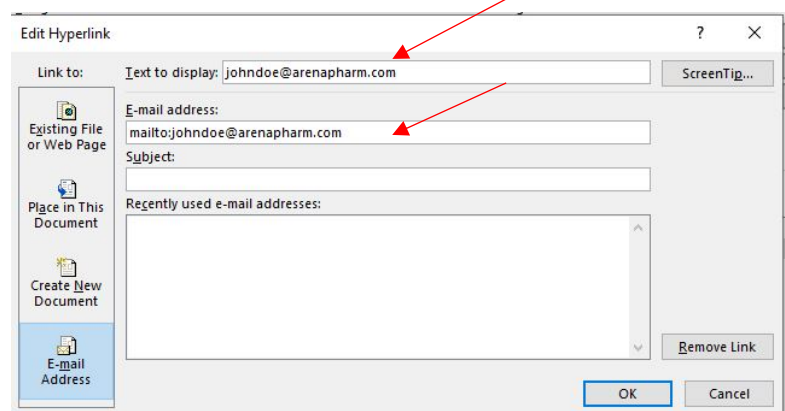 Edit Hyperlink ? ×
Link to:
Text to display: johndoe@arenapharm.com
ScreenTip...
Existing File
or Web Page
E-mail address:
mailto:johndoe@arenapharm.com
Subject:
Place in This
Document
Recently used e-mail addresses:
Create New
Document
E-mail
Address
Remove Link
OK Cancel